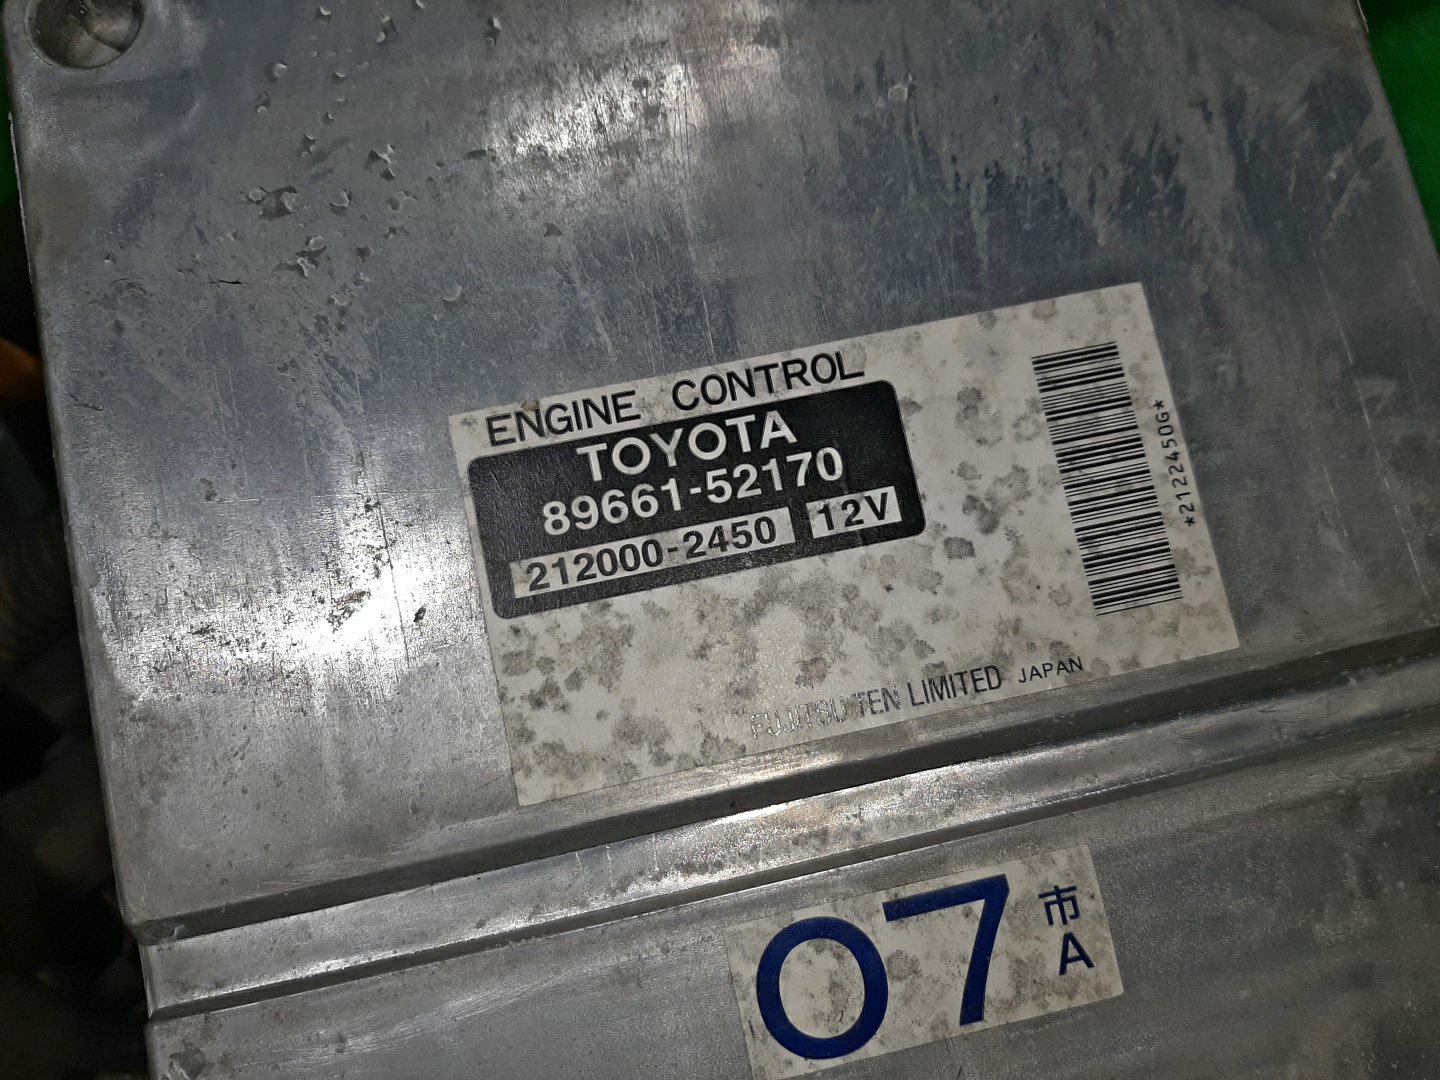 ENGINE CONTROL
TOYOTA
89661-52170
212000-2450 12V
*2122450G*
FUJITSU TEN LIMITED JAPAN
07 市
A